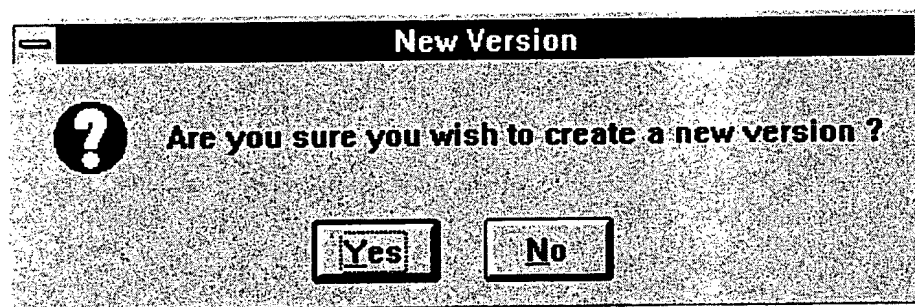 New Version
? Are you sure you wish to create a new version ?
Yes No